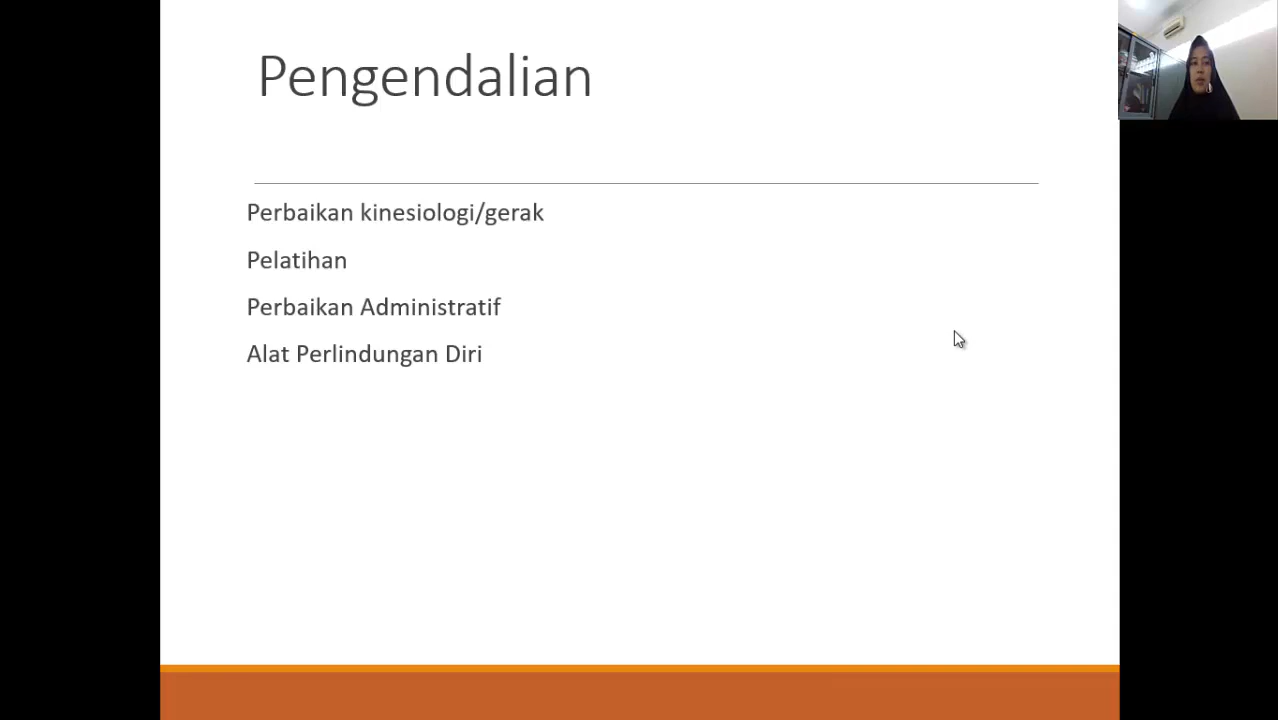 Pengendalian
Perbaikan kinesiologi/gerak
Pelatihan
Perbaikan Administratif
Alat Perlindungan Diri